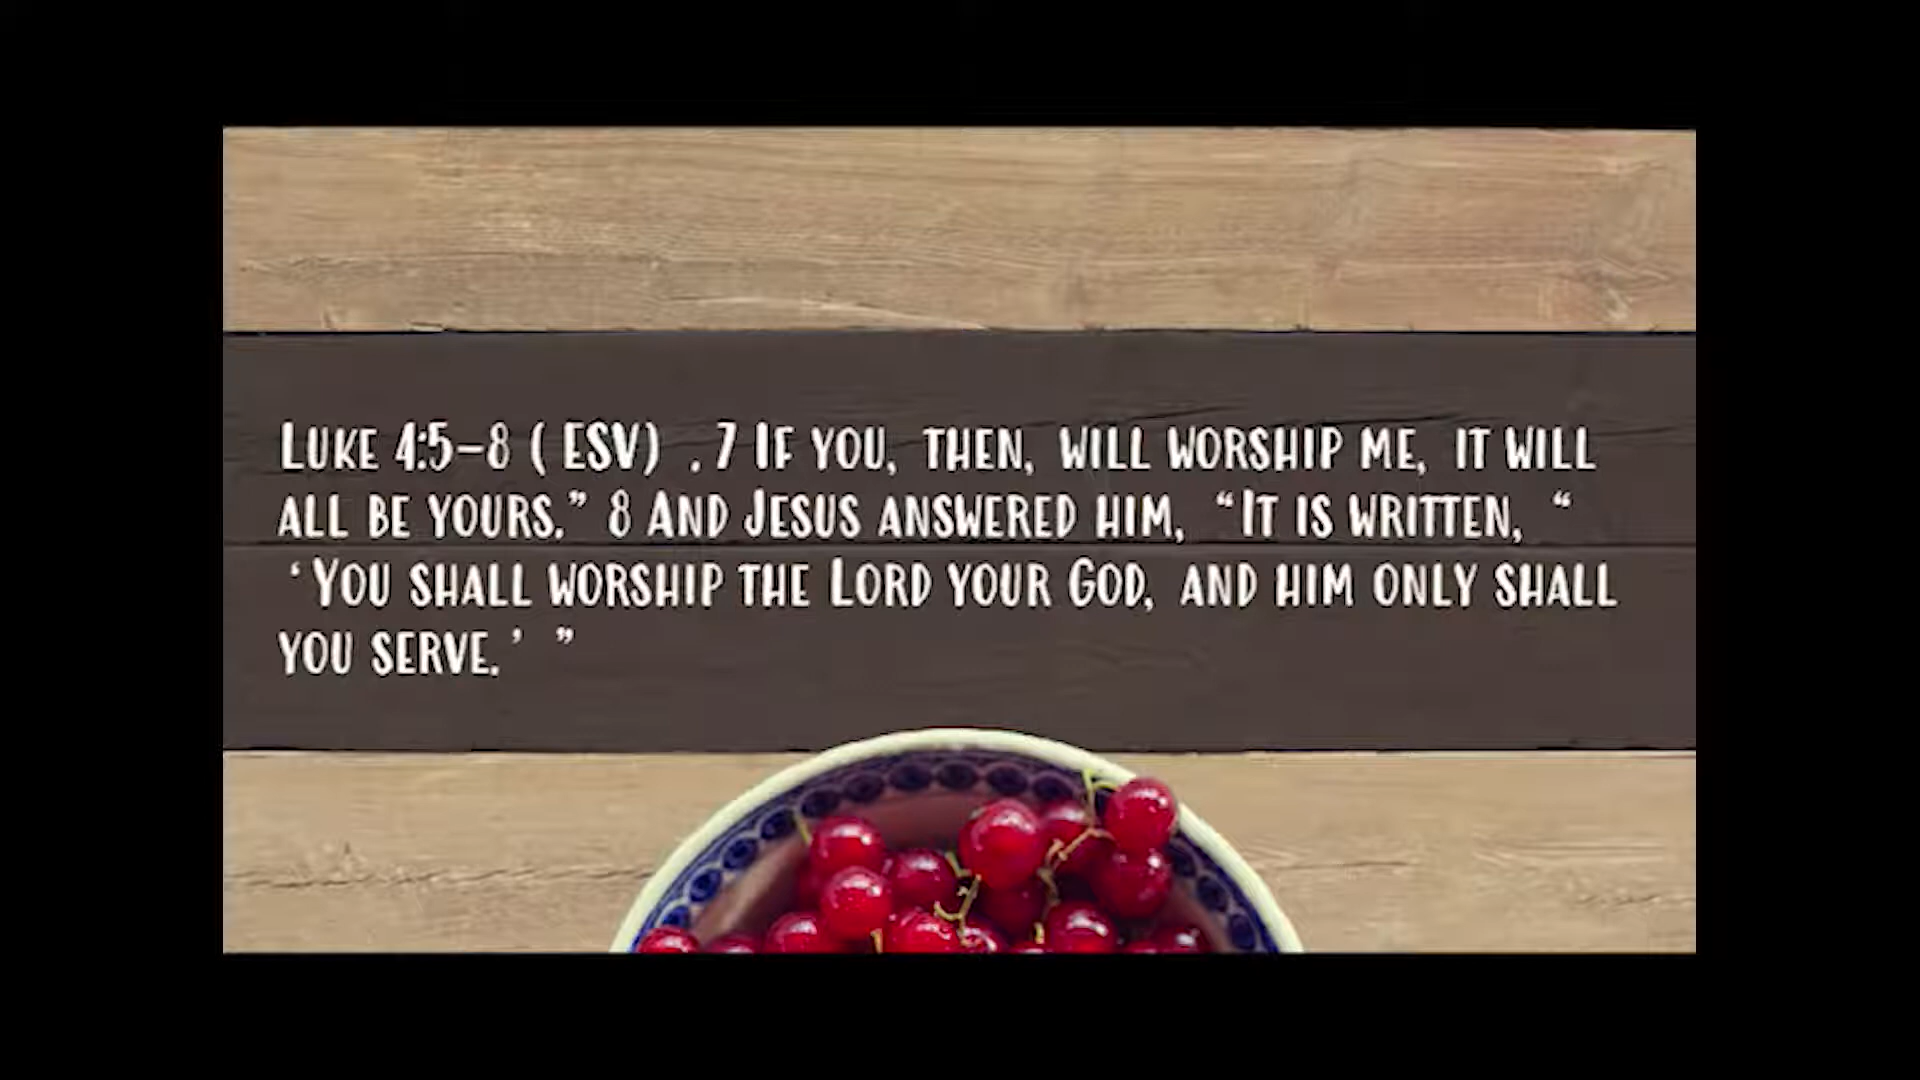 Luke 4:5-8 ( ESV) . 7 If you, then, will worship me, it will
all be yours.” 8 And Jesus answered him, “It is written, “
‘You shall worship the Lord your God, and him only shall
you serve.’ ”